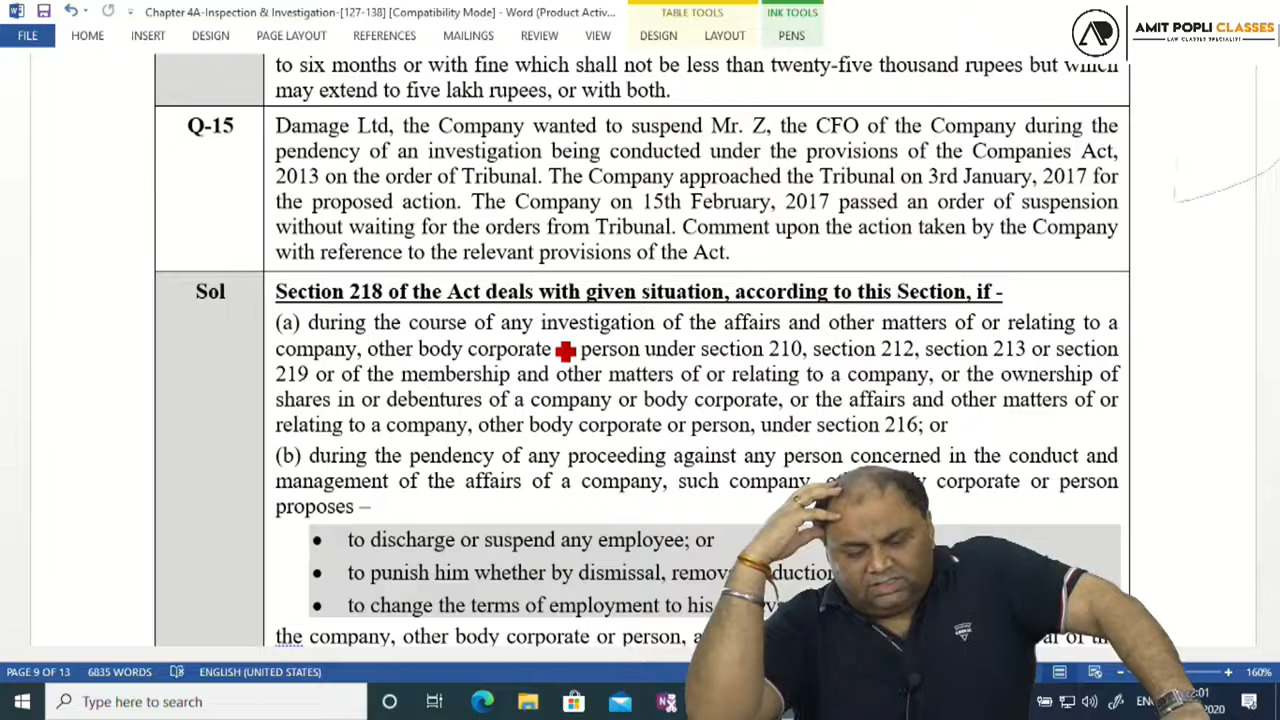 Chapter 4A-Inspection & Investigation-[127-138] [Compatibility Mode] - Word (Product Activ...
TABLE TOOLS
INK TOOLS
FILE HOME INSERT DESIGN PAGE LAYOUT REFERENCES MAILINGS REVIEW VIEW DESIGN LAYOUT PENS
AMIT POPLI CLASSES
LAW CLASSES SPECIALIST
to six months or with fine which shall not be less than twenty-five thousand rupees but which
may extend to five lakh rupees, or with both.
Q-15
Damage Ltd, the Company wanted to suspend Mr. Z, the CFO of the Company during the
pendency of an investigation being conducted under the provisions of the Companies Act,
2013 on the order of Tribunal. The Company approached the Tribunal on 3rd January, 2017 for
the proposed action. The Company on 15th February, 2017 passed an order of suspension
without waiting for the orders from Tribunal. Comment upon the action taken by the Company
with reference to the relevant provisions of the Act.
Sol
Section 218 of the Act deals with given situation, according to this Section, if -
(a) during the course of any investigation of the affairs and other matters of or relating to a
company, other body corporate person under section 210, section 212, section 213 or section
219 or of the membership and other matters of or relating to a company, or the ownership of
shares in or debentures of a company or body corporate, or the affairs and other matters of or
relating to a company, other body corporate or person, under section 216; or
(b) during the pendency of any proceeding against any person concerned in the conduct and
management of the affairs of a company, such company, corporate or person
proposes –
• to discharge or suspend any employee; or
• to punish him whether by dismissal,
• to change the terms of employment to his
the company, other body corporate or person,
PAGE 9 OF 13 6835 WORDS ENGLISH (UNITED STATES) 160%
Type here to search